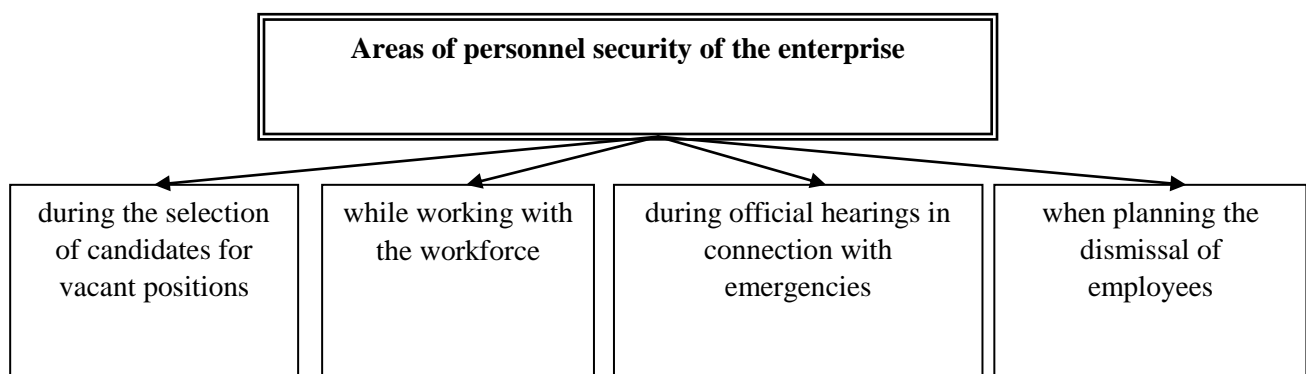 Areas of personnel security of the enterprise
during the selection
of candidates for
vacant positions
while working with
the workforce
during official hearings in
connection with
emergencies
when planning the
dismissal of
employees